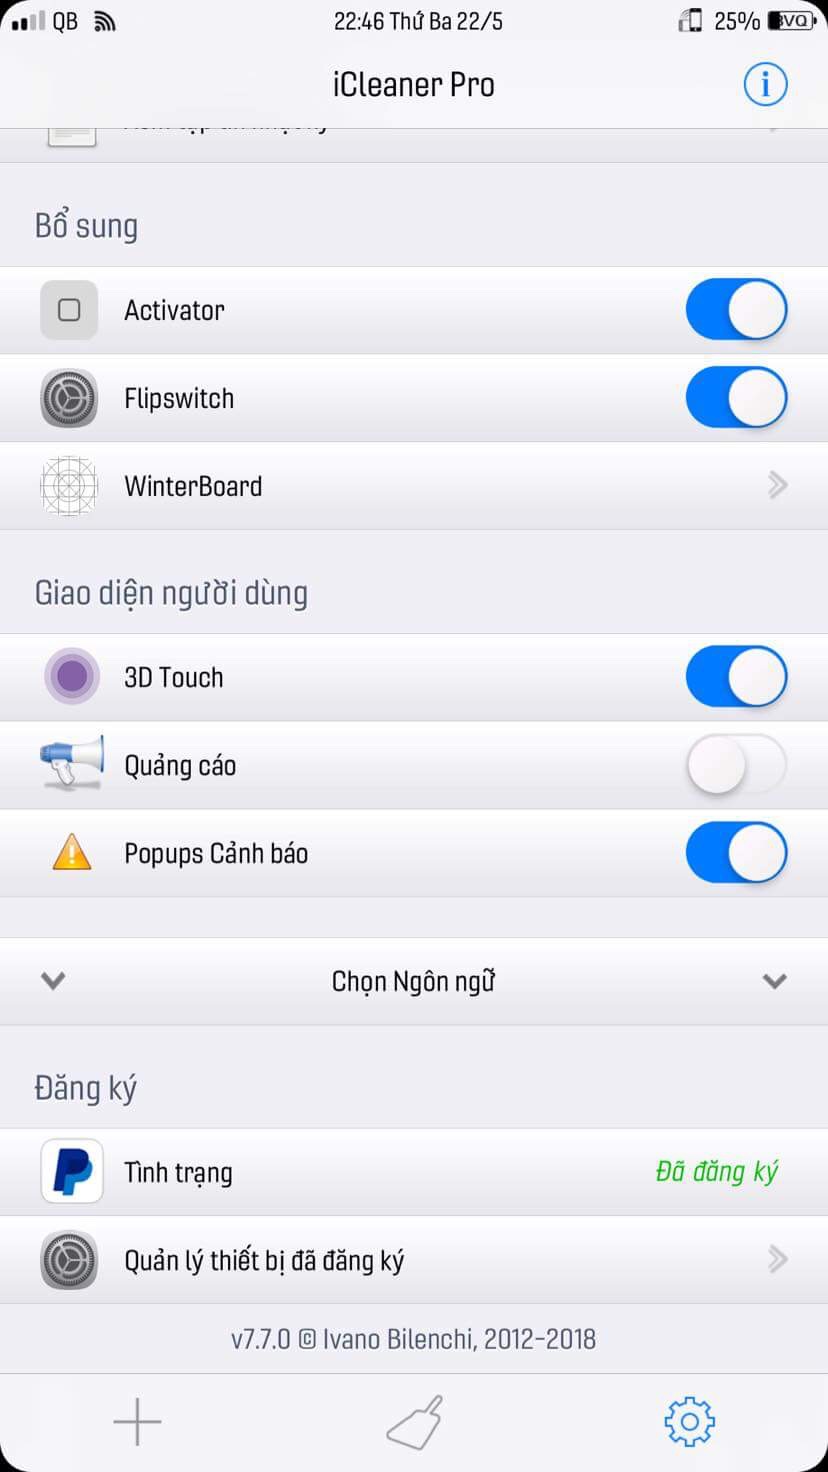 QB 22:46 Thứ Ba 22/5 25%
iCleaner Pro
Bổ sung
Activator
Flipswitch
WinterBoard
Giao diện người dùng
3D Touch
Quảng cáo
Popups Cảnh báo
Chọn Ngôn ngữ
Đăng ký
Tình trạng Đã đăng ký
Quản lý thiết bị đã đăng ký
v7.7.0 © Ivano Bilenchi, 2012-2018